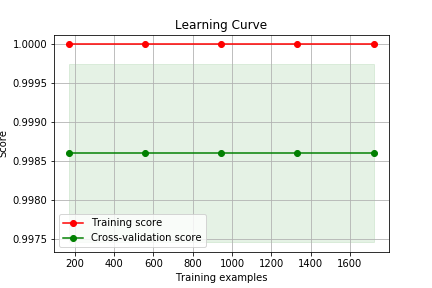 Learning Curve
1.0000
0.9995
0.9990
0.9985
0.9980
0.9975
Score
Training score
Cross-validation score
200 400 600 800 1000 1200 1400 1600
Training examples